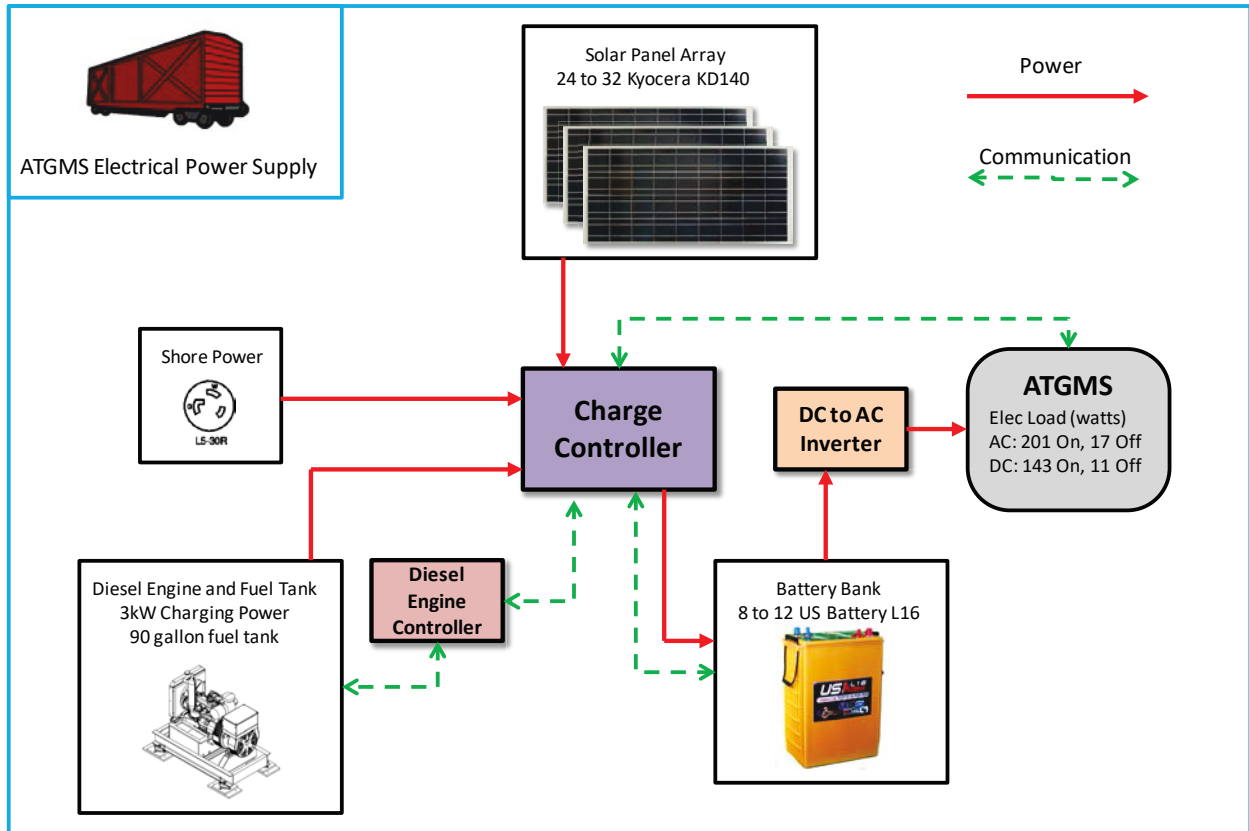 ATGMS Electrical Power Supply
Solar Panel Array
24 to 32 Kyocera KD140
Power
Communication
Shore Power
L5-30R
Charge
Controller
DC to AC
Inverter
ATGMS
Elec Load (watts)
AC: 201 On, 17 Off
DC: 143 On, 11 Off
Diesel Engine and Fuel Tank
3kW Charging Power
90 gallon fuel tank
Diesel
Engine
Controller
Battery Bank
8 to 12 US Battery L16
US
L16